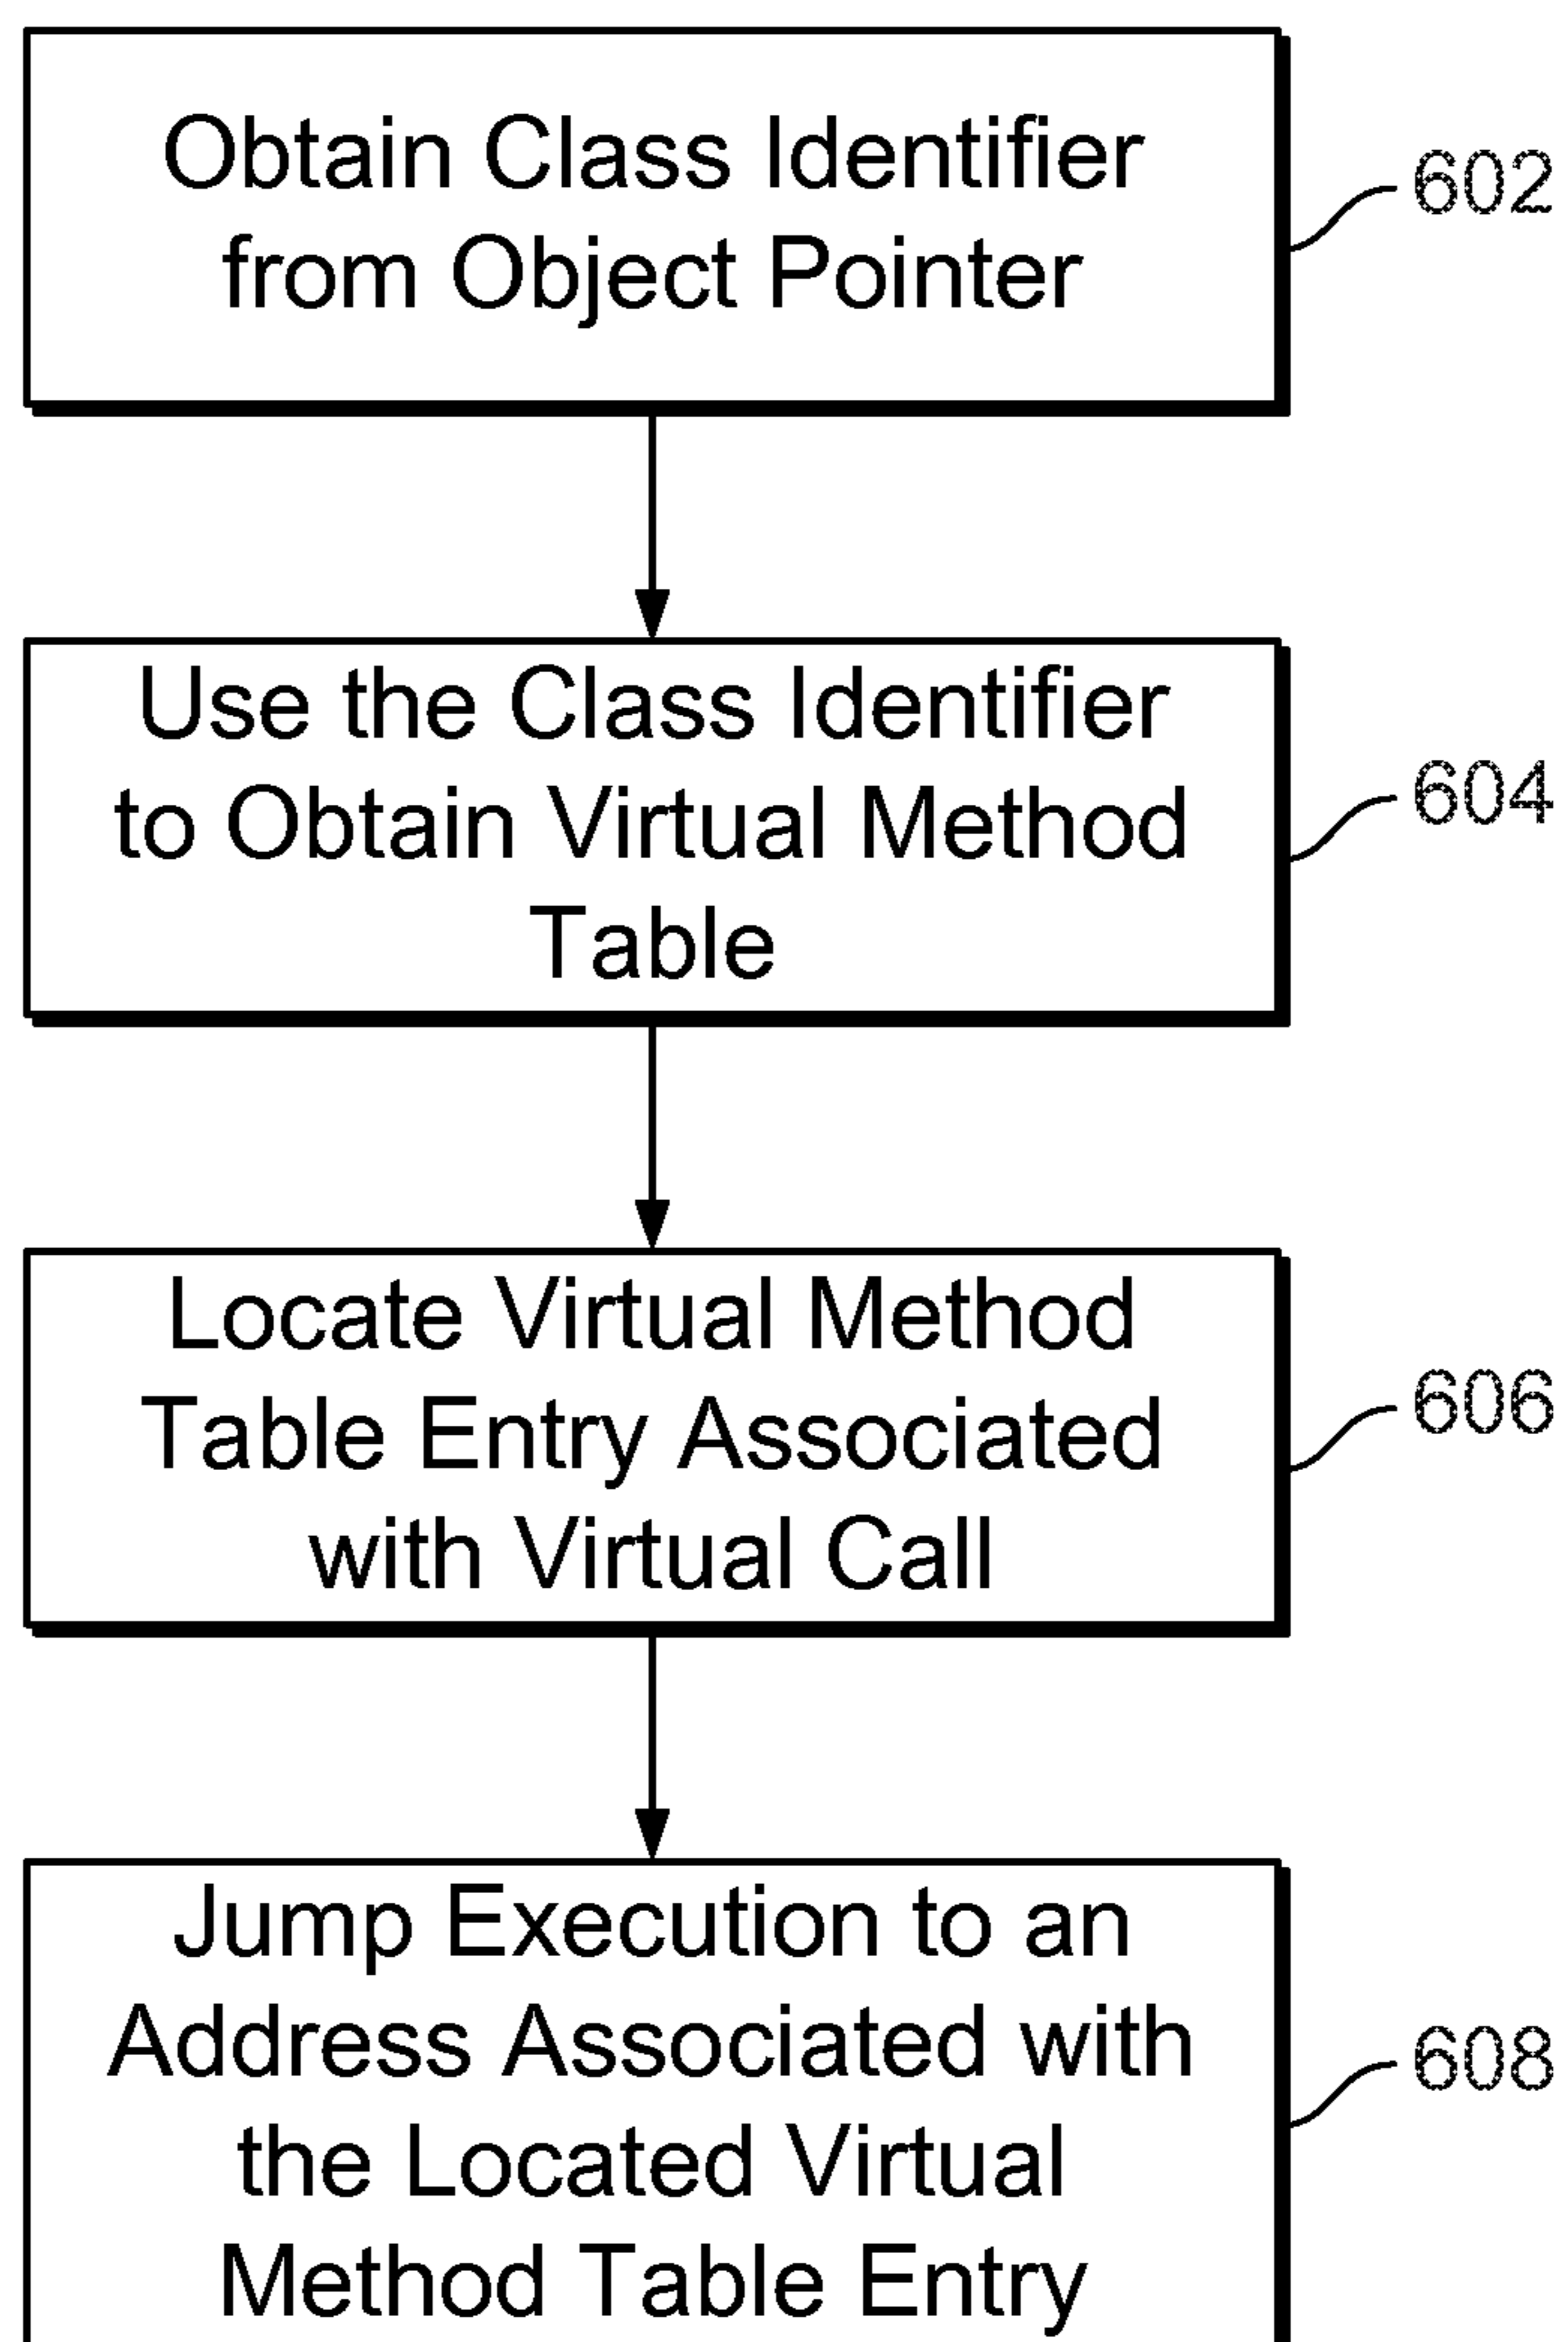 Obtain Class Identifier
from Object Pointer
602
Use the Class Identifier
to Obtain Virtual Method
Table
604
Locate Virtual Method
Table Entry Associated
with Virtual Call
606
Jump Execution to an
Address Associated with
the Located Virtual
Method Table Entry
608